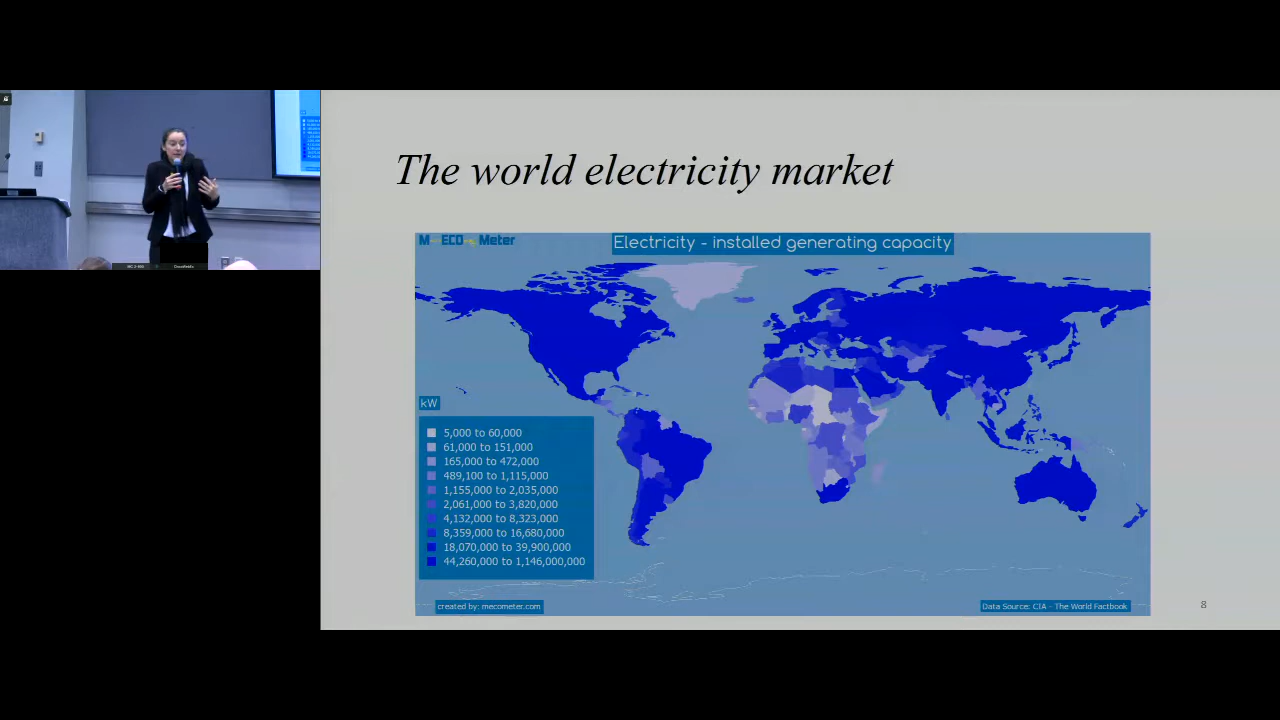 The world electricity market
Electricity - installed generating capacity
kW
5,000 to 60,000
61,000 to 151,000
165,000 to 472,000
489,100 to 1,115,000
1,155,000 to 2,035,000
2,061,000 to 3,820,000
4,132,000 to 8,323,000
8,359,000 to 16,680,000
18,070,000 to 39,900,000
44,260,000 to 1,146,000,000
created by: mecometer.com
Data Source: CIA - The World Factbook
8